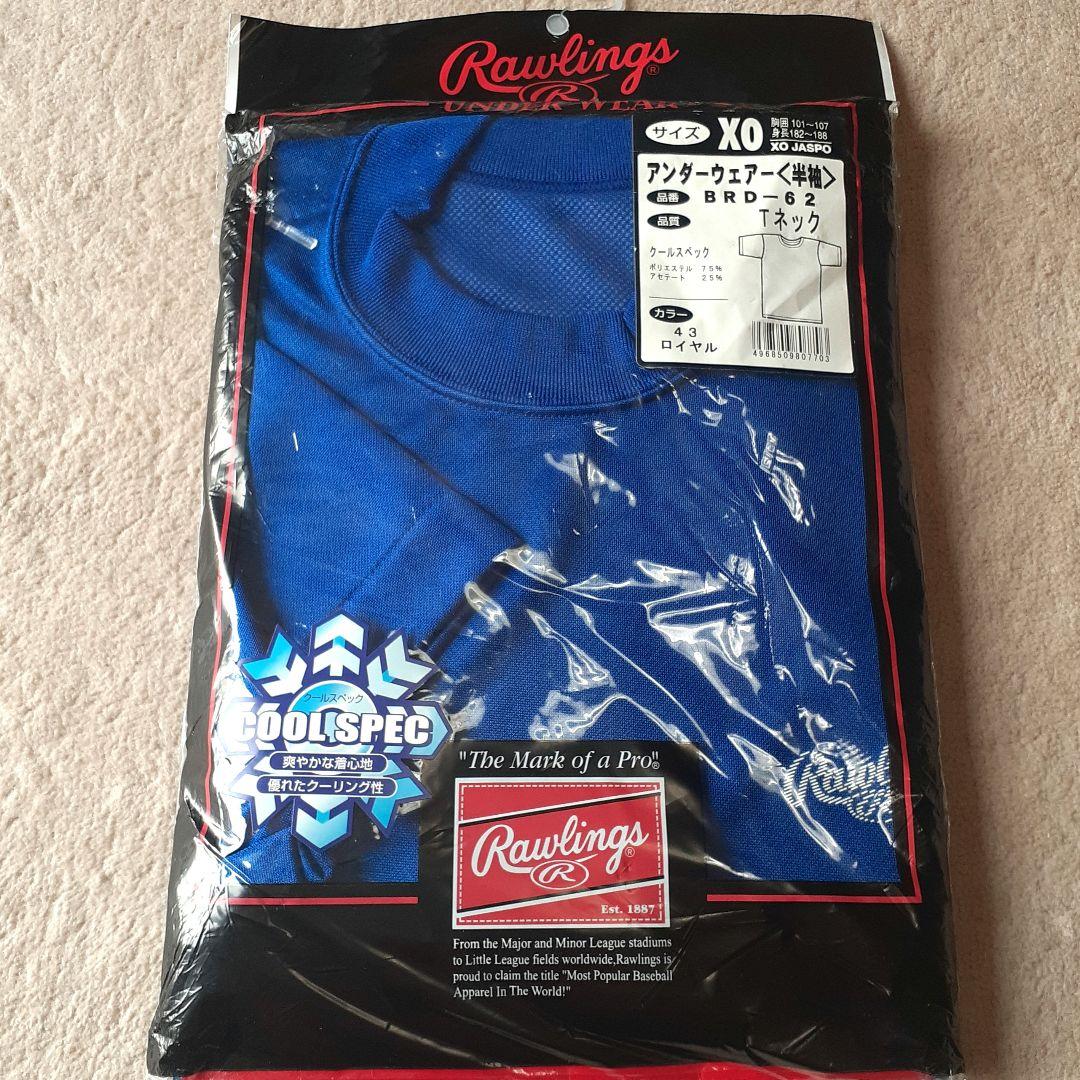 Rawlings®
R
UNDER WEAR
サイズ XO 胸囲 101～107
身長182～188
XO JASPO
アンダーウェアー〈半袖〉
品番 BRD-62
品質 Tネック
クールスペック
ポリエステル 75%
アセテート 25%
カラー
43
ロイヤル
4968509807703
クールスペック
COOL SPEC
爽やかな着心地
優れたクーリング性
"The Mark of a Pro"®
Rawlings®
R
Est. 1887
From the Major and Minor League stadiums
to Little League fields worldwide,Rawlings is
proud to claim the title "Most Popular Baseball
Apparel In The World!"